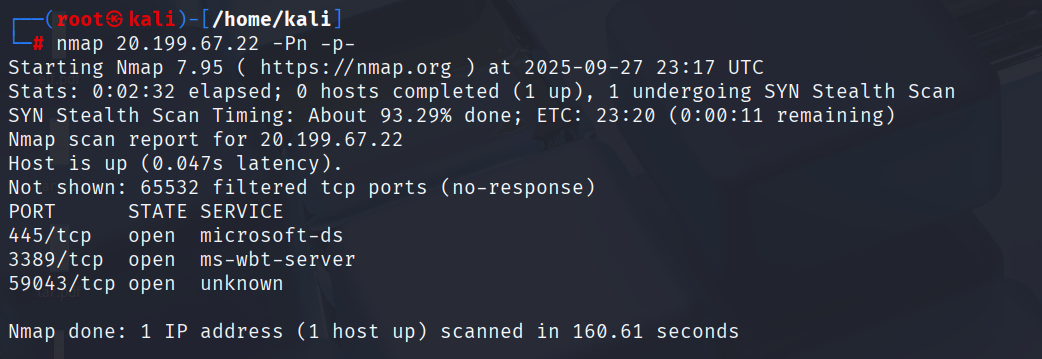 ┌──(root㉿kali)-[/home/kali]
└─# nmap 20.199.67.22 -Pn -p-
Starting Nmap 7.95 ( https://nmap.org ) at 2025-09-27 23:17 UTC
Stats: 0:02:32 elapsed; 0 hosts completed (1 up), 1 undergoing SYN Stealth Scan
SYN Stealth Scan Timing: About 93.29% done; ETC: 23:20 (0:00:11 remaining)
Nmap scan report for 20.199.67.22
Host is up (0.047s latency).
Not shown: 65532 filtered tcp ports (no-response)
PORT      STATE SERVICE
445/tcp   open  microsoft-ds
3389/tcp  open  ms-wbt-server
59043/tcp open  unknown
Nmap done: 1 IP address (1 host up) scanned in 160.61 seconds